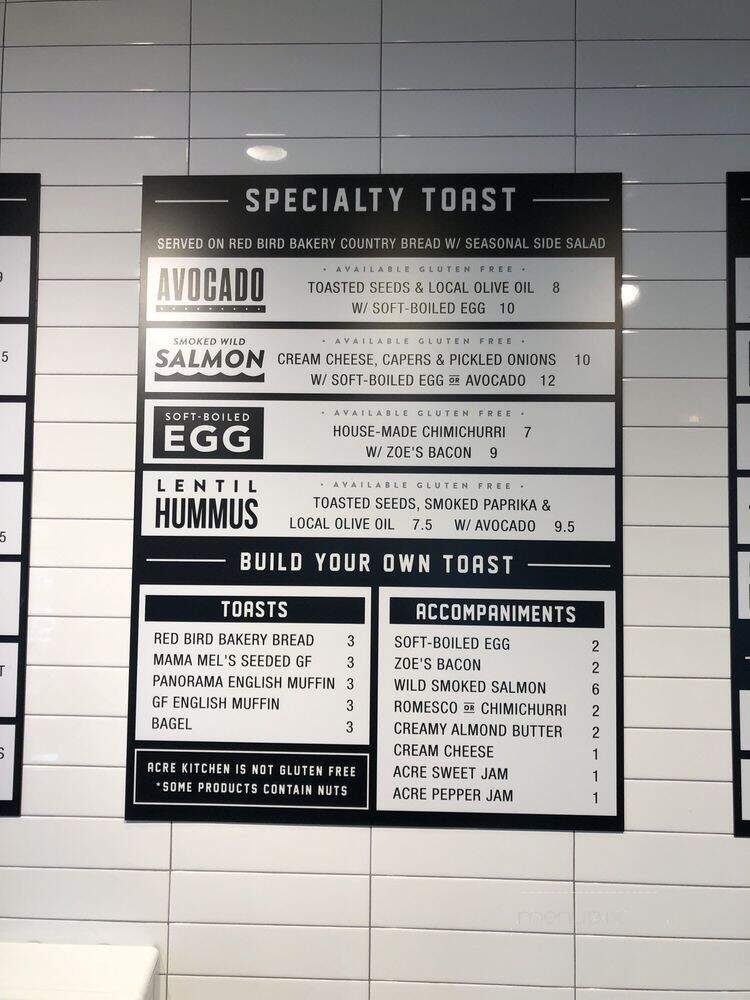 SPECIALTY TOAST
SERVED ON RED BIRD BAKERY COUNTRY BREAD W/ SEASONAL SIDE SALAD
AVOCADO
• AVAILABLE GLUTEN FREE •
TOASTED SEEDS & LOCAL OLIVE OIL 8
W/ SOFT-BOILED EGG 10
SMOKED WILD
SALMON
• AVAILABLE GLUTEN FREE •
CREAM CHEESE, CAPERS & PICKLED ONIONS 10
W/ SOFT-BOILED EGG OR AVOCADO 12
SOFT-BOILED
EGG
• AVAILABLE GLUTEN FREE •
HOUSE-MADE CHIMICHURRI 7
W/ ZOE'S BACON 9
LENTIL
HUMMUS
• AVAILABLE GLUTEN FREE •
TOASTED SEEDS, SMOKED PAPRIKA &
LOCAL OLIVE OIL 7.5 W/ AVOCADO 9.5
BUILD YOUR OWN TOAST
TOASTS
RED BIRD BAKERY BREAD 3
MAMA MEL'S SEEDED GF 3
PANORAMA ENGLISH MUFFIN 3
GF ENGLISH MUFFIN 3
BAGEL 3
ACRE KITCHEN IS NOT GLUTEN FREE
*SOME PRODUCTS CONTAIN NUTS
ACCOMPANIMENTS
SOFT-BOILED EGG 2
ZOE'S BACON 2
WILD SMOKED SALMON 6
ROMESCO OR CHIMICHURRI 2
CREAMY ALMOND BUTTER 2
CREAM CHEESE 1
ACRE SWEET JAM 1
ACRE PEPPER JAM 1